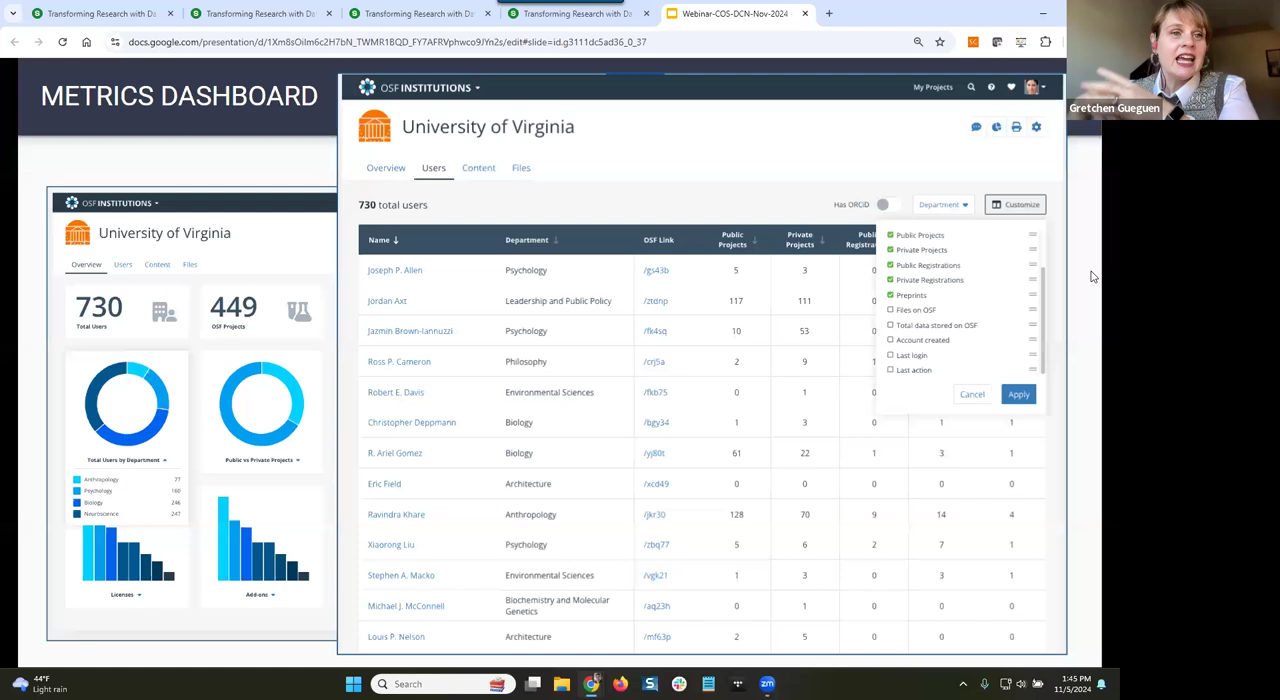 Transforming Research with Da
Transforming Research with Da
Transforming Research with Da
Transforming Research with Da
Webinar-COS-DCN-Nov-2024
docs.google.com/presentation/d/1Xm8sOilm6c2H7bN_TWMR1BQD_FY7AFRVphwco9JYn2s/edit#slide=id.g3111dc5ad36_0_37
Gretchen Gueguen
METRICS DASHBOARD
OSF INSTITUTIONS
University of Virginia
Overview Users Content Files
730
Total Users
449
OSF Projects
Total Users by Department
Anthropology 77
Psychology 160
Biology 246
Neuroscience 247
Public vs Private Projects
Licenses
Add-ons
OSF INSTITUTIONS
My Projects
University of Virginia
Overview Users Content Files
730 total users
Has ORCID
Department
Customize
Name Department OSF Link Public Projects Private Projects Publi Registra
Joseph P. Allen Psychology /gs43b 5 3 0
Jordan Axt Leadership and Public Policy /ztdnp 117 111
Jazmin Brown-Iannuzzi Psychology /fk4sq 10 53 0
Ross P. Cameron Philosophy /crj5a 2 9 1
Robert E. Davis Environmental Sciences /fkb75 0 1 0
Christopher Deppmann Biology /bgy34 1 3 0 1 1
R. Ariel Gomez Biology /yj80t 61 22 1 3 1
Eric Field Architecture /xcd49 0 0 0 0 0
Ravindra Khare Anthropology /jkr30 128 70 9 14 4
Xiaorong Liu Psychology /zbq77 5 6 2 7 1
Stephen A. Macko Environmental Sciences /vgk21 1 3 0 3 1
Michael J. McConnell Biochemistry and Molecular Genetics /aq23h 0 1 0 0 0
Louis P. Nelson Architecture /mf63p 2 5 0 0 0
Public Projects
Private Projects
Public Registrations
Private Registrations
Preprints
Files on OSF
Total data stored on OSF
Account created
Last login
Last action
Cancel Apply
44°F
Light rain
Search
1:45 PM
11/5/2024